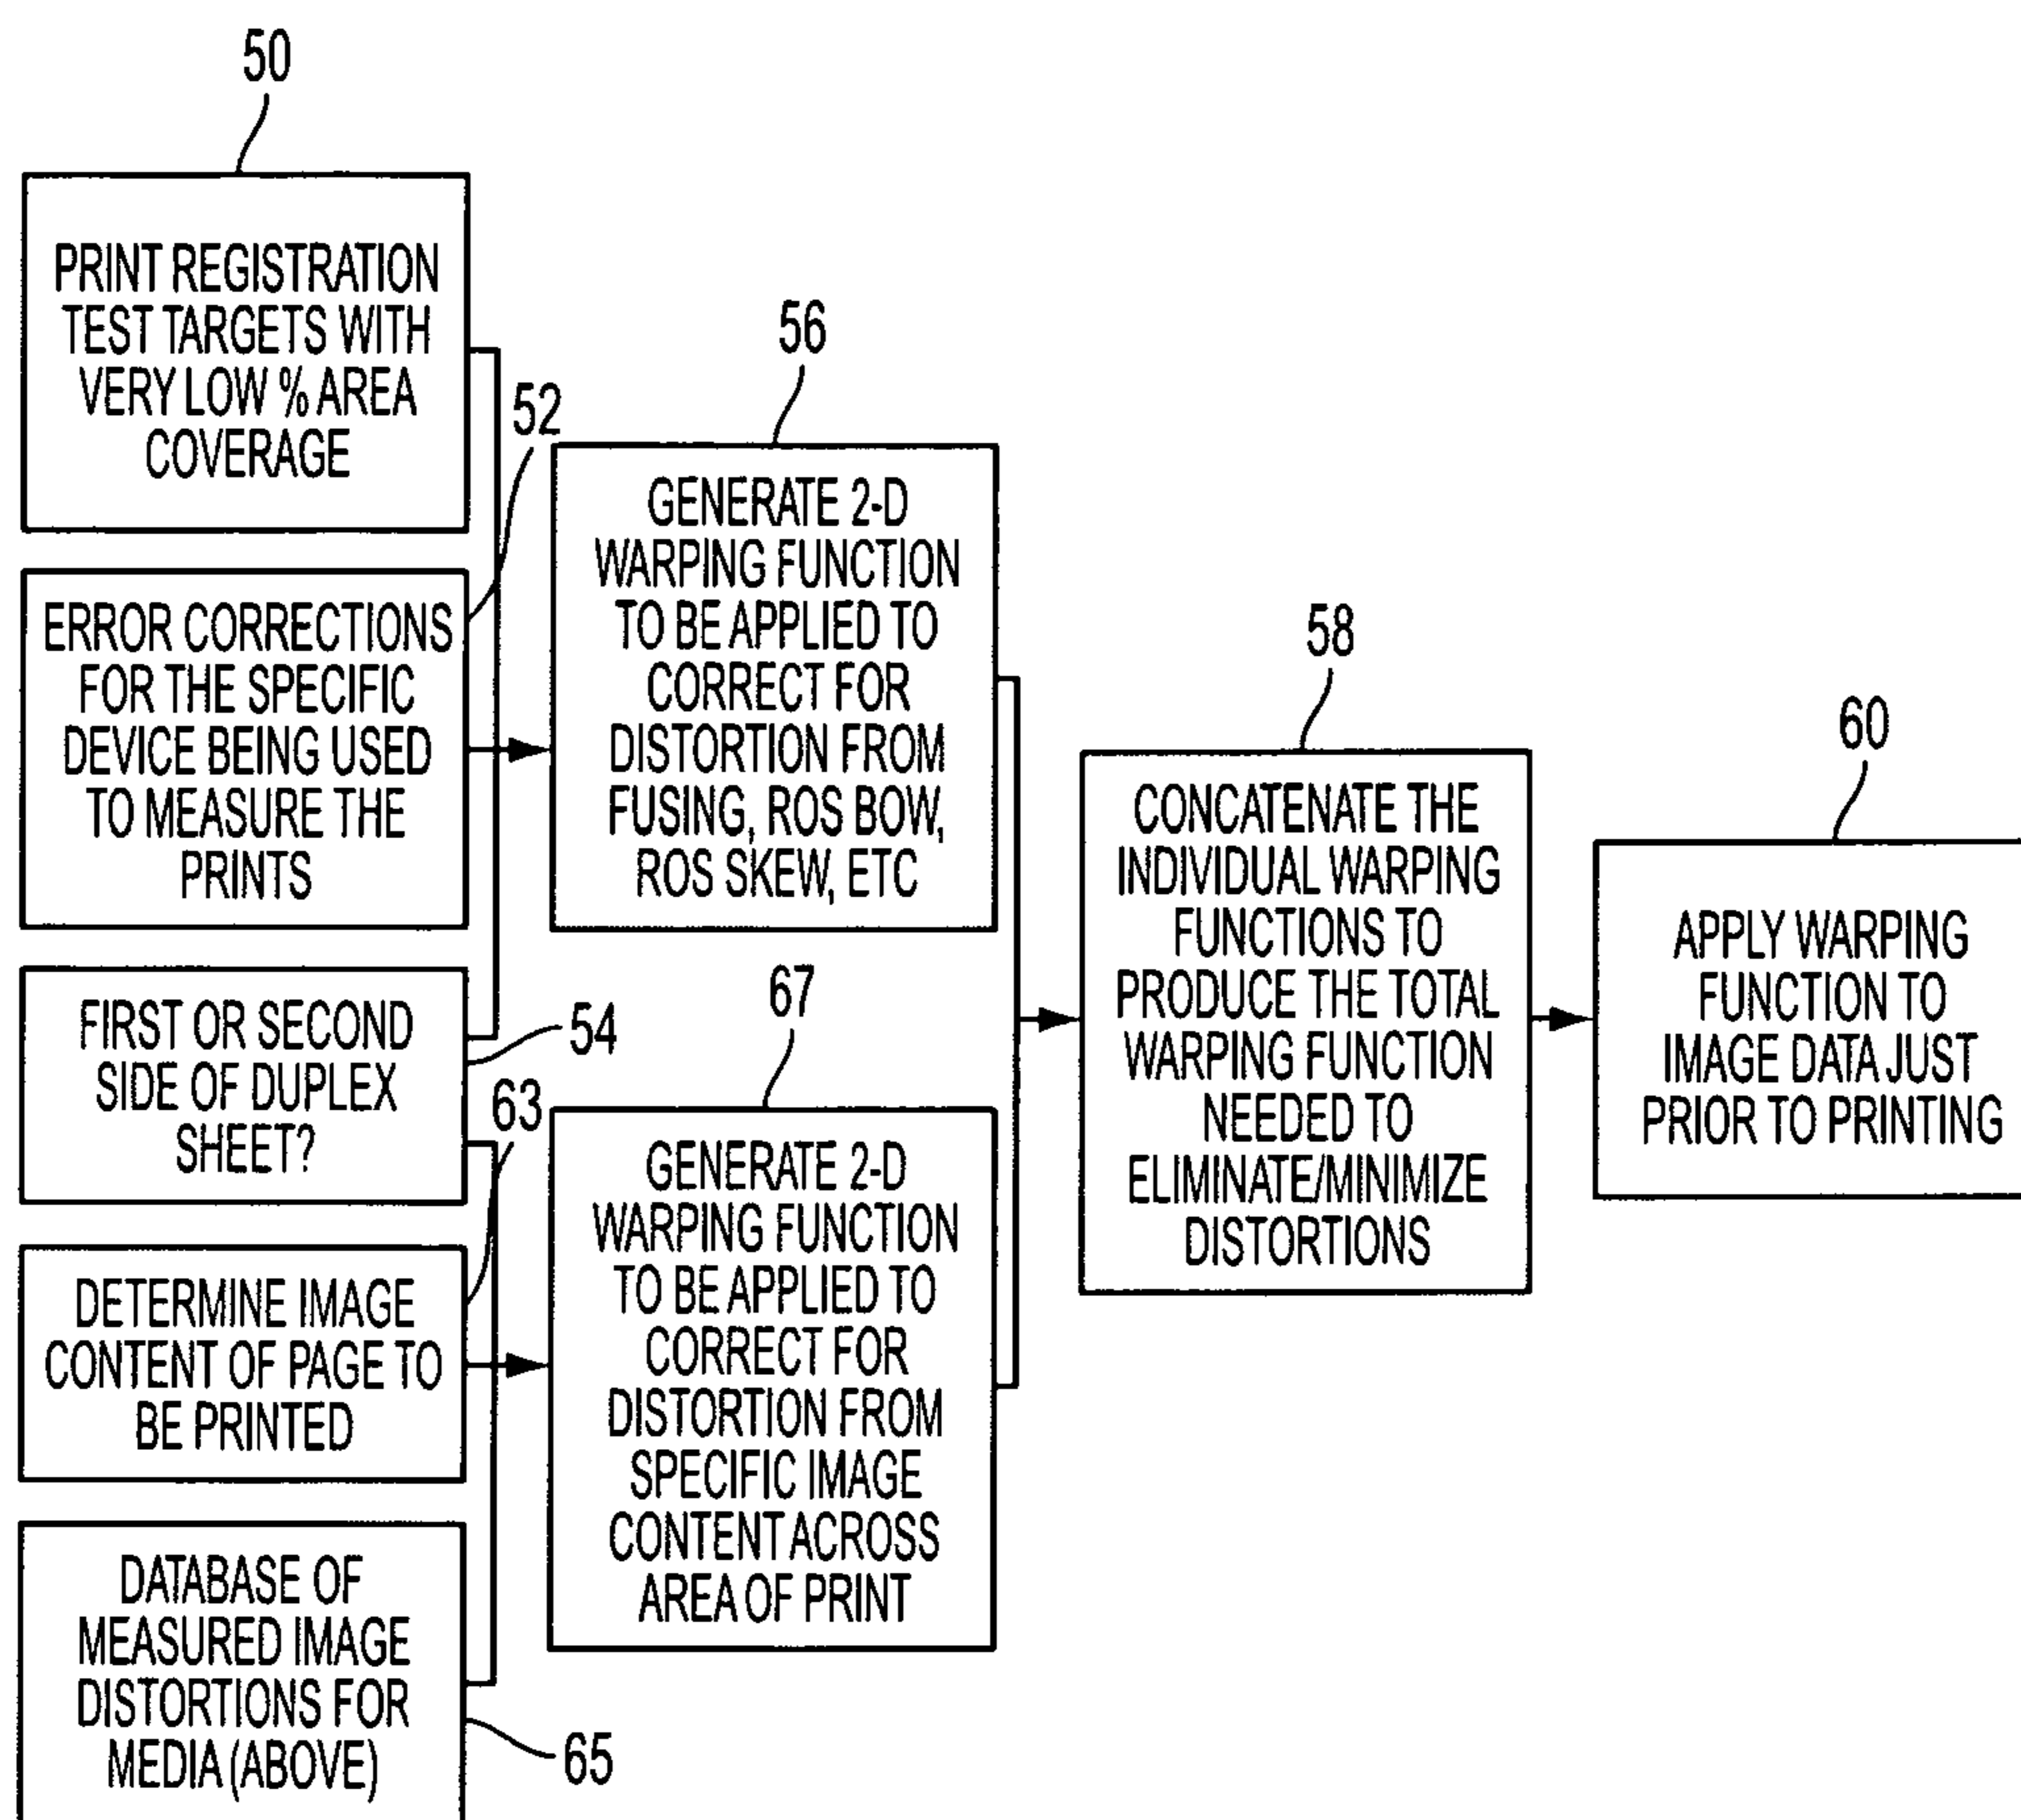 50
PRINT REGISTRATION
TEST TARGETS WITH
VERY LOW % AREA
COVERAGE
52
ERROR CORRECTIONS
FOR THE SPECIFIC
DEVICE BEING USED
TO MEASURE THE
PRINTS
FIRST OR SECOND
SIDE OF DUPLEX
SHEET?
54
63
DETERMINE IMAGE
CONTENT OF PAGE TO
BE PRINTED
DATABASE OF
MEASURED IMAGE
DISTORTIONS FOR
MEDIA (ABOVE)
65
56
GENERATE 2-D
WARPING FUNCTION
TO BE APPLIED TO
CORRECT FOR
DISTORTION FROM
FUSING, ROS BOW,
ROS SKEW, ETC
67
GENERATE 2-D
WARPING FUNCTION
TO BE APPLIED TO
CORRECT FOR
DISTORTION FROM
SPECIFIC IMAGE
CONTENT ACROSS
AREA OF PRINT
58
CONCATENATE THE
INDIVIDUAL WARPING
FUNCTIONS TO
PRODUCE THE TOTAL
WARPING FUNCTION
NEEDED TO
ELIMINATE/MINIMIZE
DISTORTIONS
60
APPLY WARPING
FUNCTION TO
IMAGE DATA JUST
PRIOR TO PRINTING